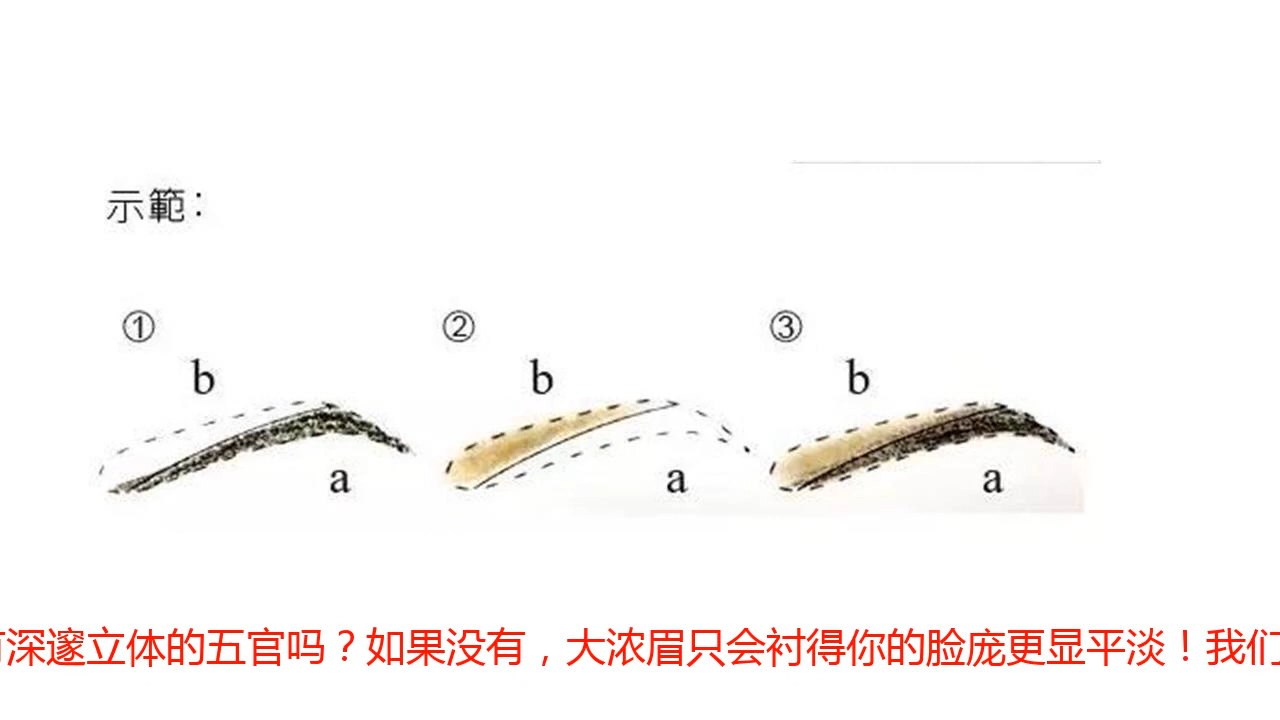 示範：
① ② ③
b b b
a a a
深邃立体的五官吗？如果没有，大浓眉只会衬得你的脸庞更显平淡！我们